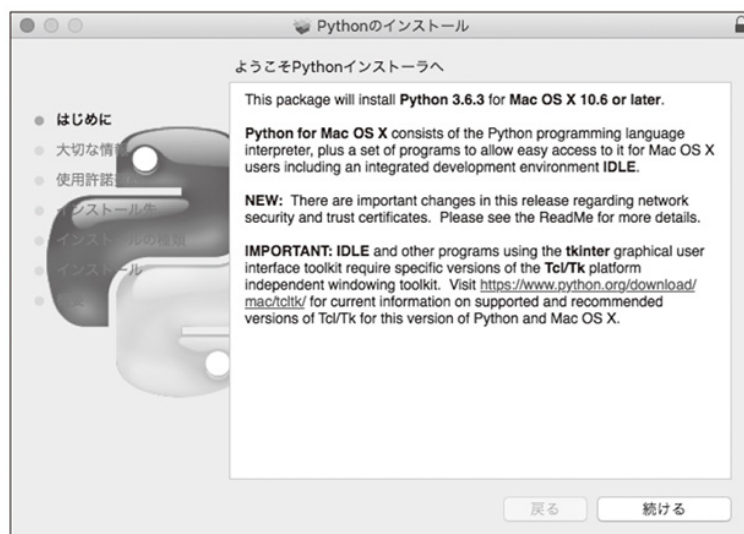 Pythonのインストール
ようこそPythonインストーラへ
はじめに
大切な情報
使用許諾
インストール先
インストールの種類
インストール
This package will install Python 3.6.3 for Mac OS X 10.6 or later.
Python for Mac OS X consists of the Python programming language
interpreter, plus a set of programs to allow easy access to it for Mac OS X
users including an integrated development environment IDLE.
NEW: There are important changes in this release regarding network
security and trust certificates. Please see the ReadMe for more details.
IMPORTANT: IDLE and other programs using the tkinter graphical user
interface toolkit require specific versions of the Tcl/Tk platform
independent windowing toolkit. Visit https://www.python.org/download/
mac/tcltk/ for current information on supported and recommended
versions of Tcl/Tk for this version of Python and Mac OS X.
戻る
続ける